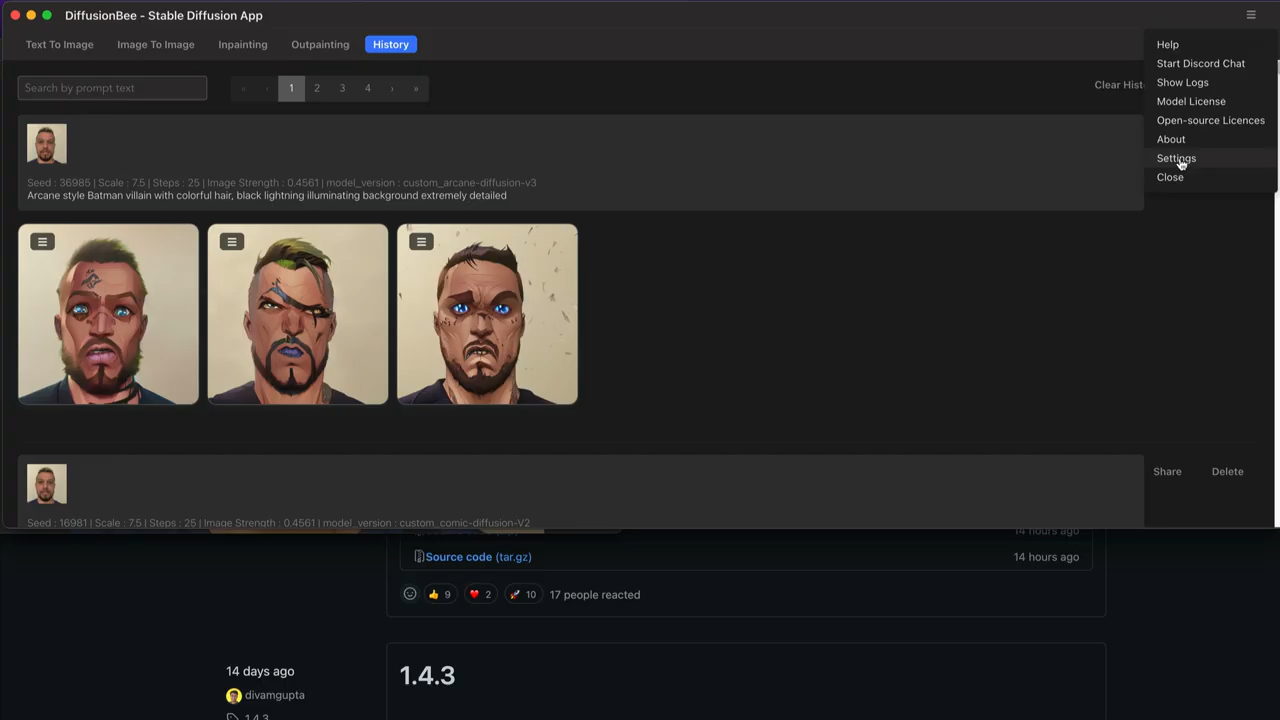 DiffusionBee - Stable Diffusion App
Text To Image
Image To Image
Inpainting
Outpainting
History
Search by prompt text
« ‹ 1 2 3 4 › »
Clear Hist
Help
Start Discord Chat
Show Logs
Model License
Open-source Licences
About
Settings
Close
Seed : 36985 | Scale : 7.5 | Steps : 25 | Image Strength : 0.4561 | model_version : custom_arcane-diffusion-v3
Arcane style Batman villain with colorful hair, black lightning illuminating background extremely detailed
Share
Delete
Seed : 16981 | Scale : 7.5 | Steps : 25 | Image Strength : 0.4561 | model_version : custom_comic-diffusion-V2
14 hours ago
Source code (tar.gz)
14 hours ago
9
2
10
17 people reacted
14 days ago
divamgupta
1.4.3
1.4.3